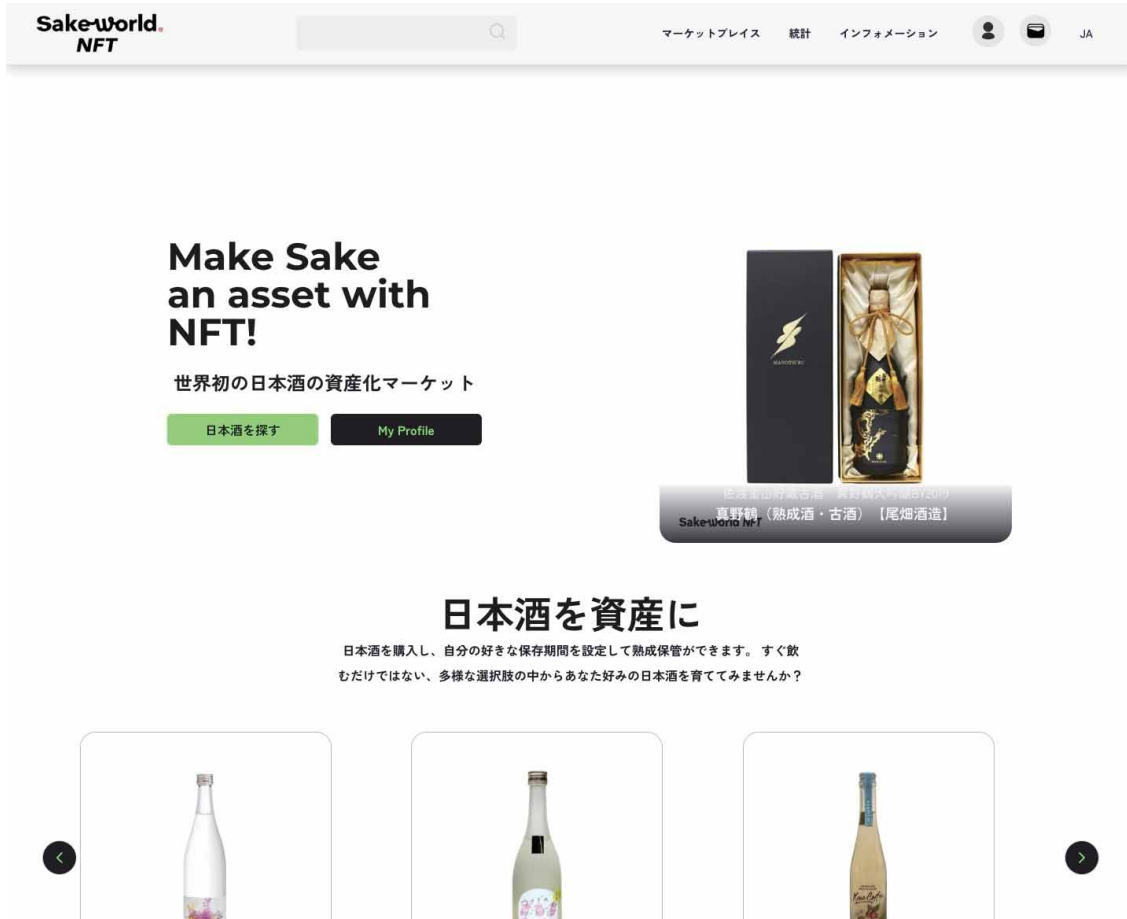 Sake-world.
NFT
マーケットプレイス 統計 インフォメーション JA
Make Sake
an asset with
NFT!
世界初の日本酒の資産化マーケット
日本酒を探す My Profile
MANOTSURU
真野鶴（熟成酒・古酒）【尾畑酒造】
Sake-world NFT
日本酒を資産に
日本酒を購入し、自分の好きな保存期間を設定して熟成保管ができます。 すぐ飲
むだけではない、多様な選択肢の中からあなた好みの日本酒を育ててみませんか？